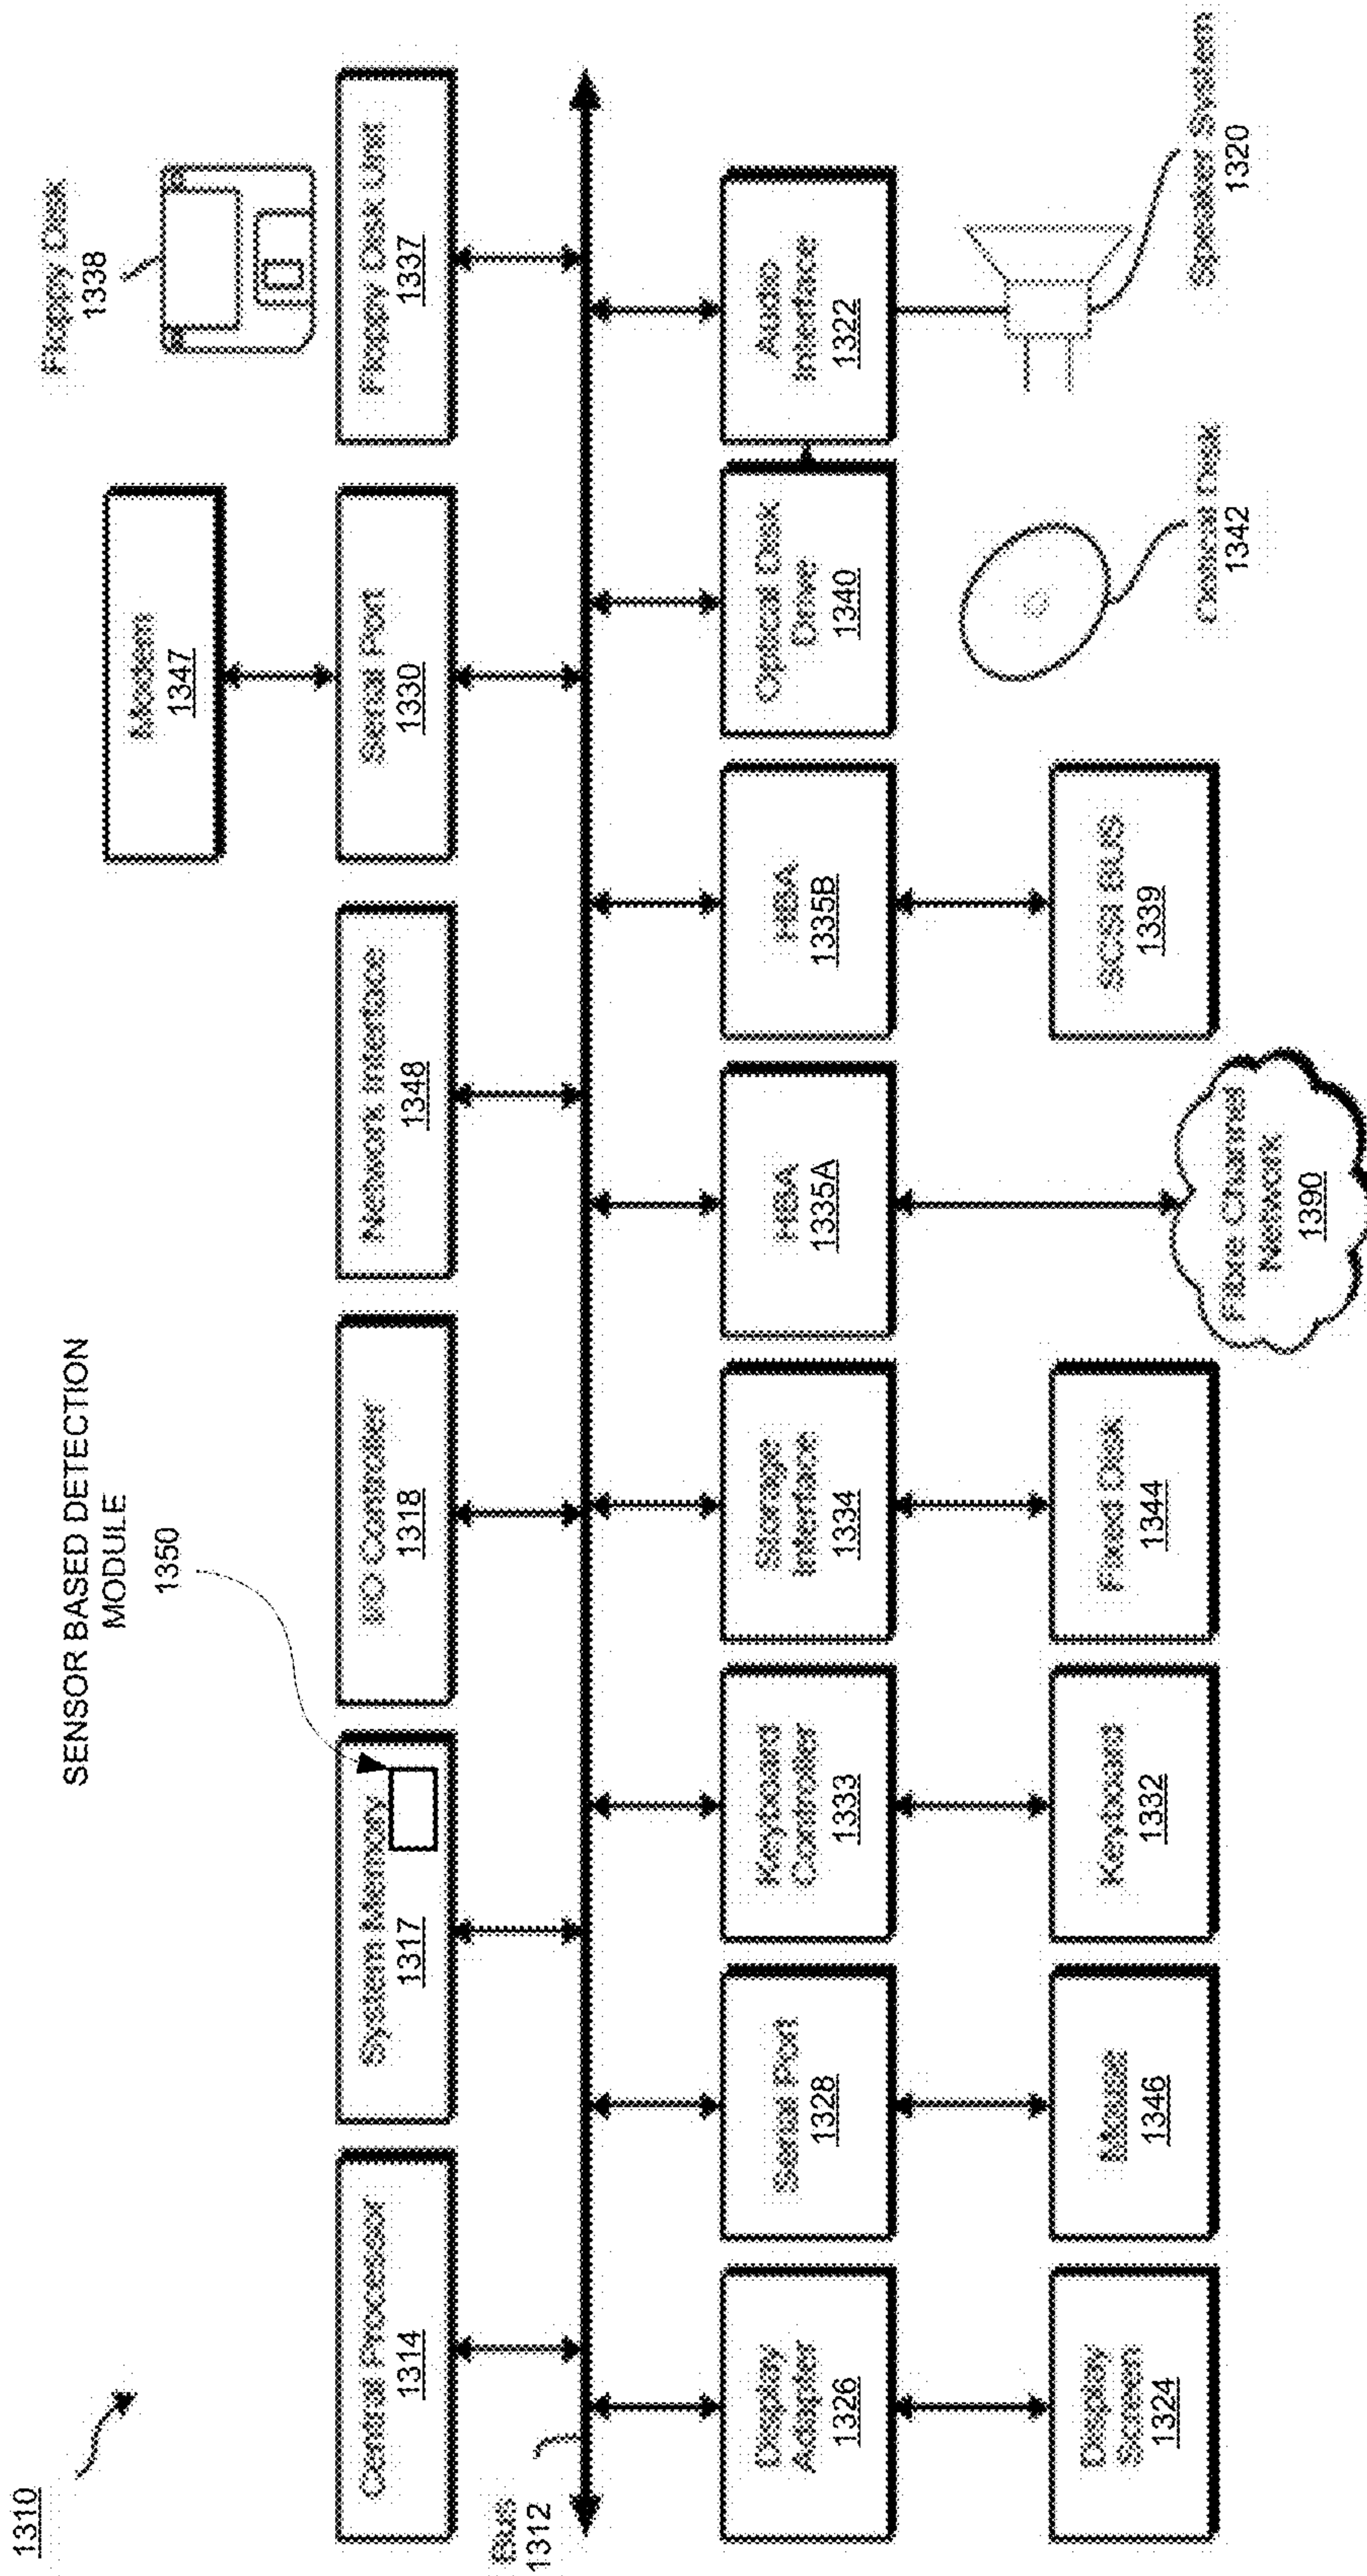 1310
SENSOR BASED DETECTION
MODULE
1350
Modem
1347
Floppy Disk
1338
Central Processor
1314
System Memory
1317
I/O Controller
1318
Network Interface
1348
Serial Port
1330
Floppy Disk Unit
1337
Bus
1312
Display
Adapter
1326
Serial Port
1328
Keyboard
Controller
1333
Storage
Interface
1334
HBA
1335A
HBA
1335B
Optical Disk
Drive
1340
Audio
Interface
1322
Display
Screen
1324
Mouse
1346
Keyboard
1332
Fixed Disk
1344
Fibre Channel
Network
1390
SCSI BUS
1339
Optical Disk
1342
Speaker System
1320